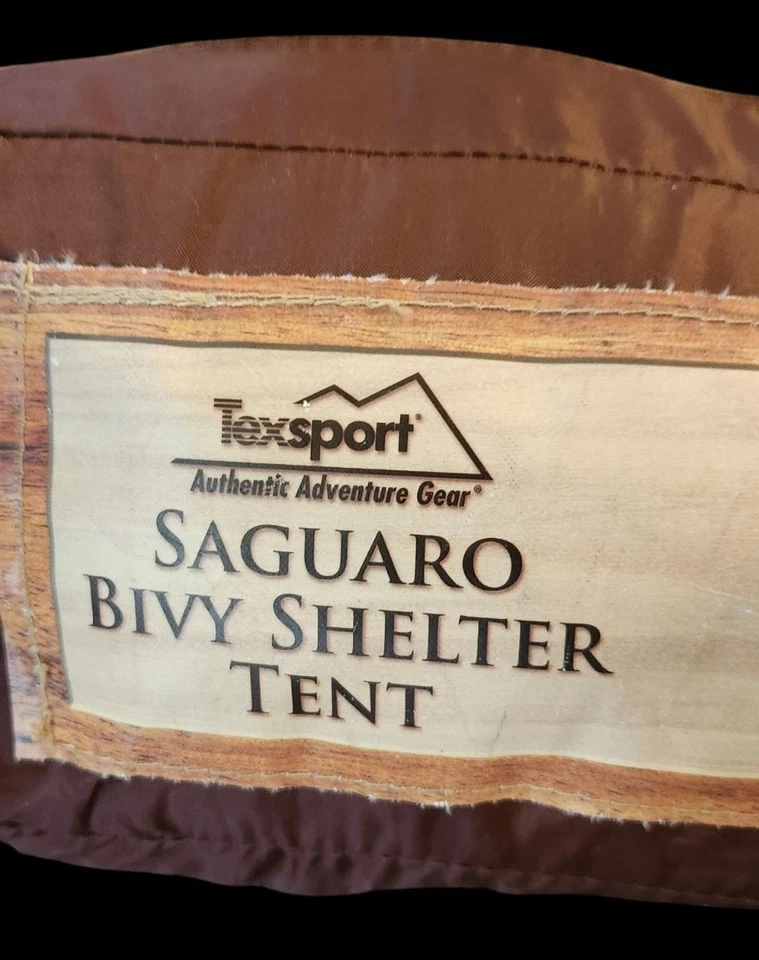 Texsport®
Authentic Adventure Gear®
SAGUARO
BIVY SHELTER
TENT